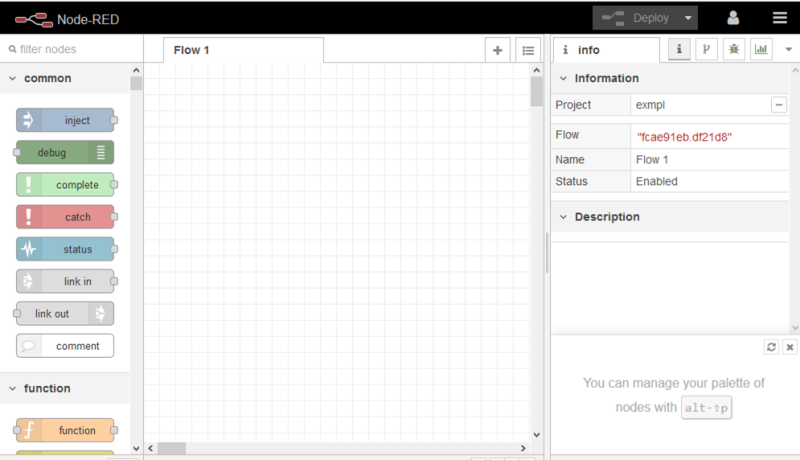 Node-RED
Deploy
filter nodes
Flow 1
i info
i
common
Information
inject
Project exmpl
debug
Flow "fcae91eb.df21d8"
complete
Name Flow 1
catch
Status Enabled
status
Description
link in
link out
comment
function
function
You can manage your palette of
nodes with alt-⇧p